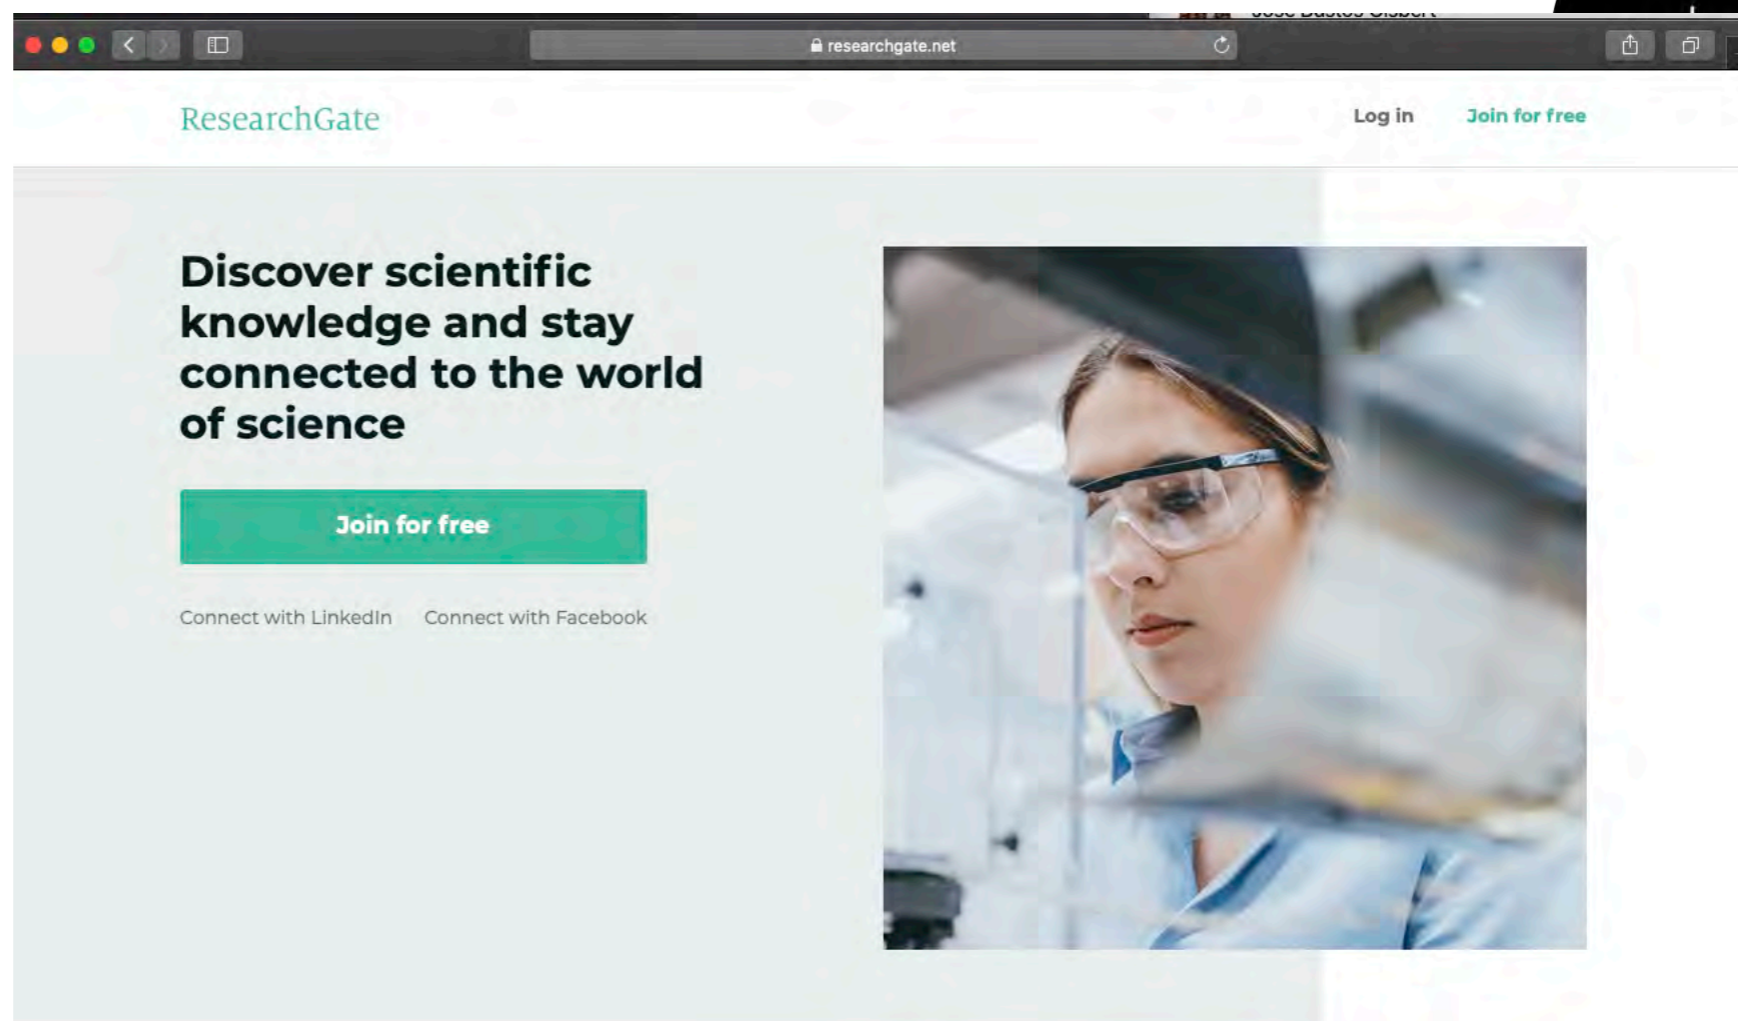 researchgate.net
ResearchGate
Log in
Join for free
Discover scientific
knowledge and stay
connected to the world
of science
Join for free
Connect with LinkedIn
Connect with Facebook